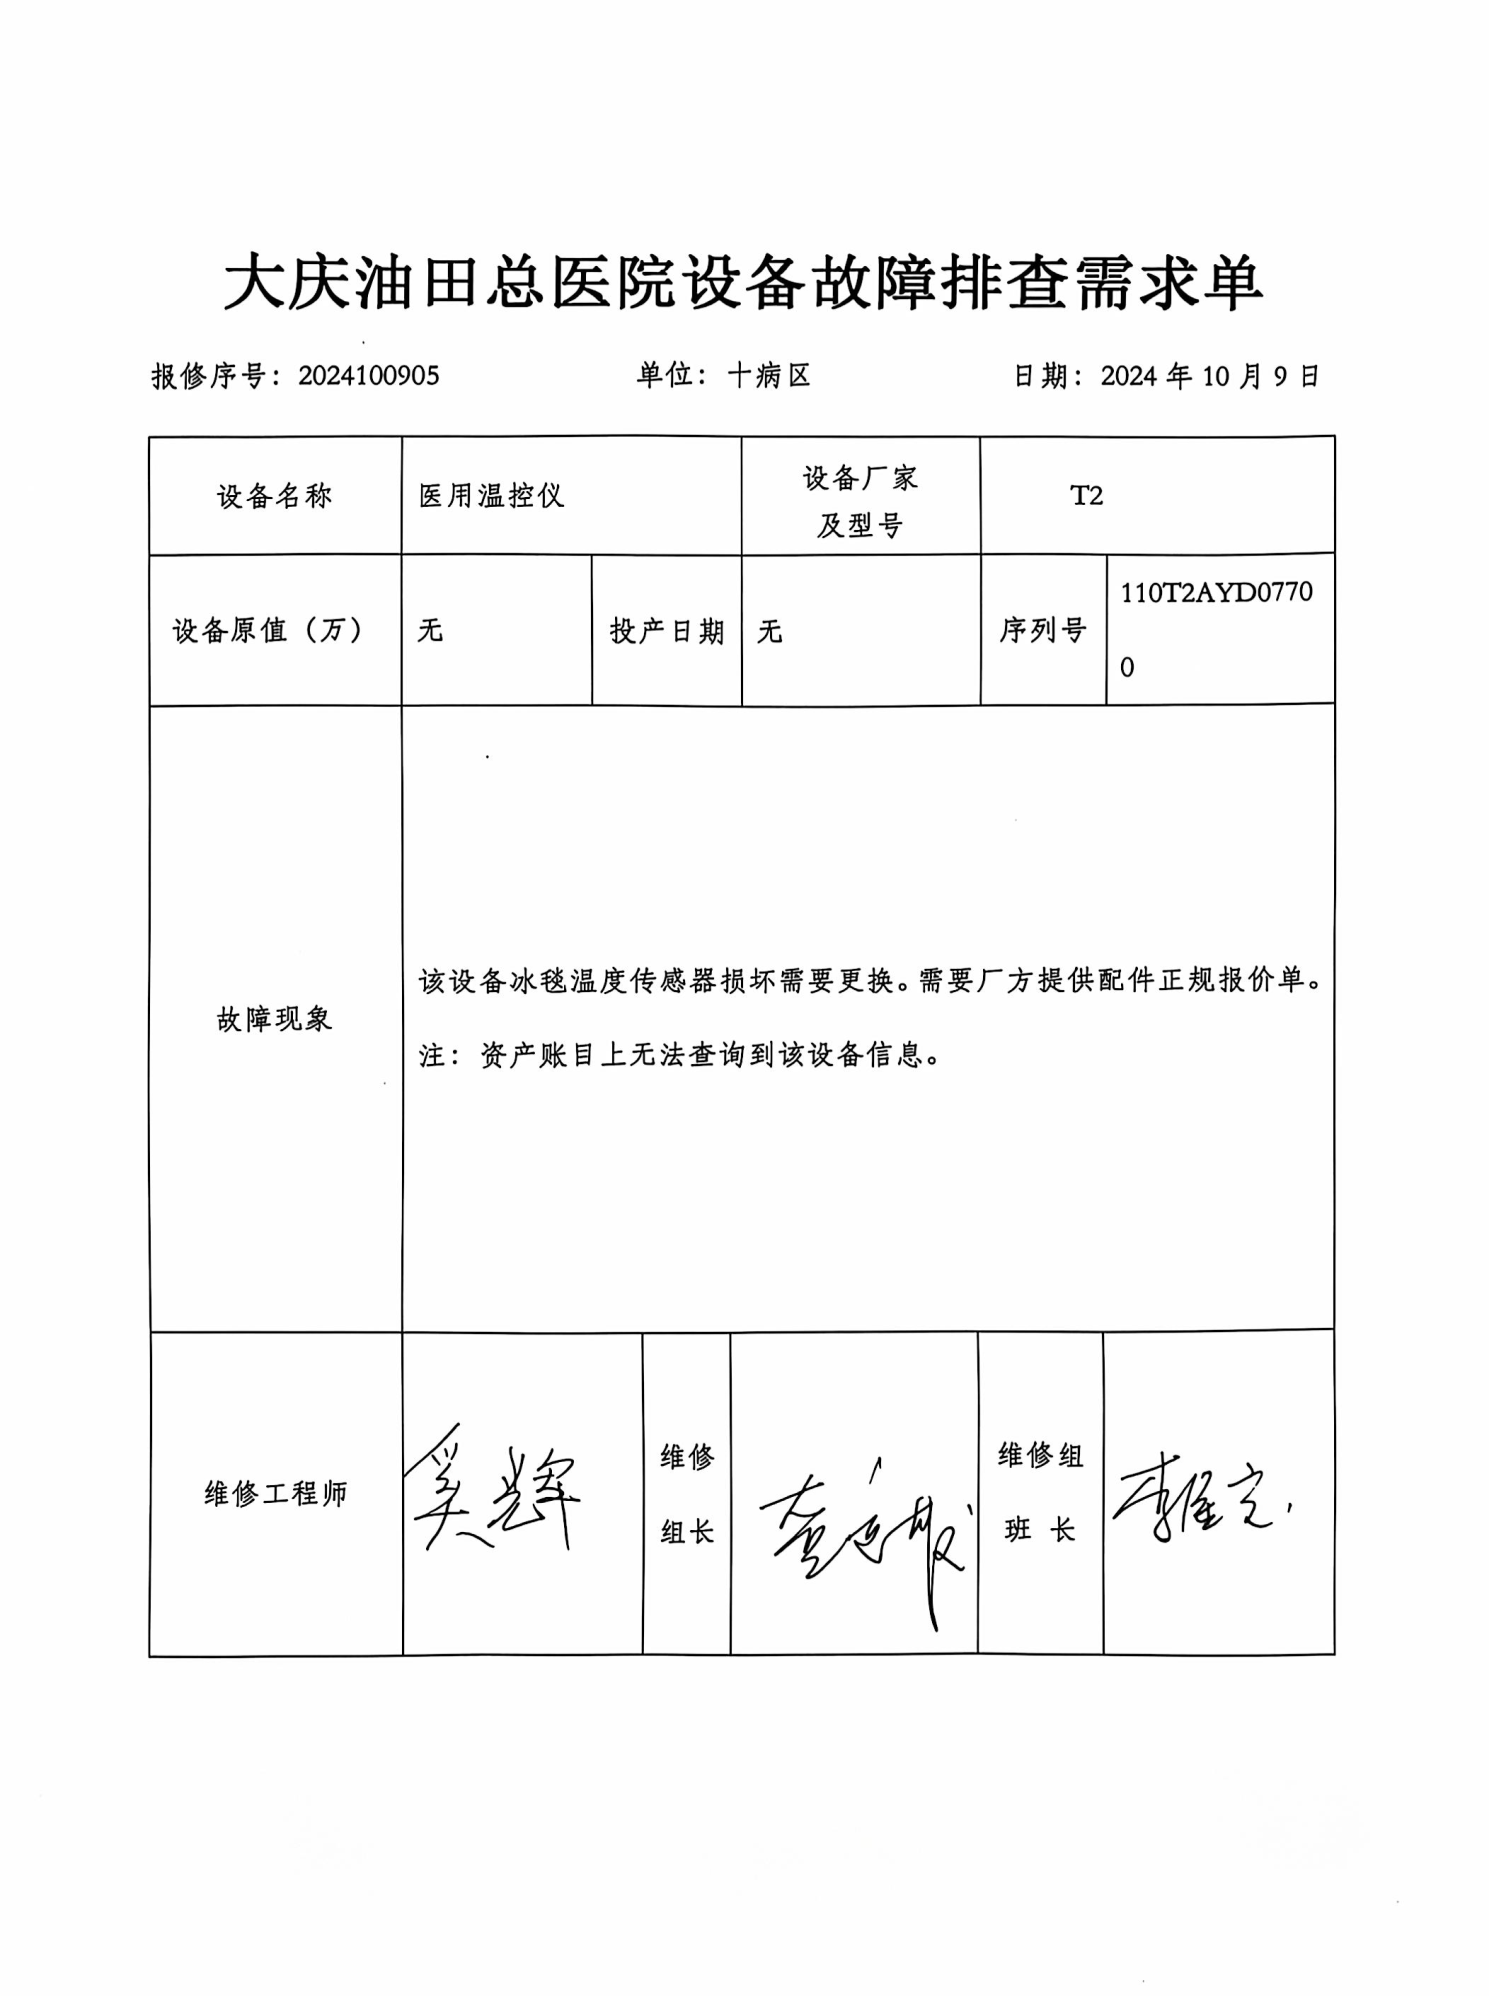 大庆油田总医院设备故障排查需求单
报修序号：2024100905 单位：十病区 日期：2024年10月9日
设备名称 医用温控仪 设备厂家及型号 T2
设备原值（万） 无 投产日期 无 序列号 110T2AYD07700
故障现象
该设备冰毯温度传感器损坏需要更换。需要厂方提供配件正规报价单。
注：资产账目上无法查询到该设备信息。
维修工程师 奚辉 维修组长 维修组班长